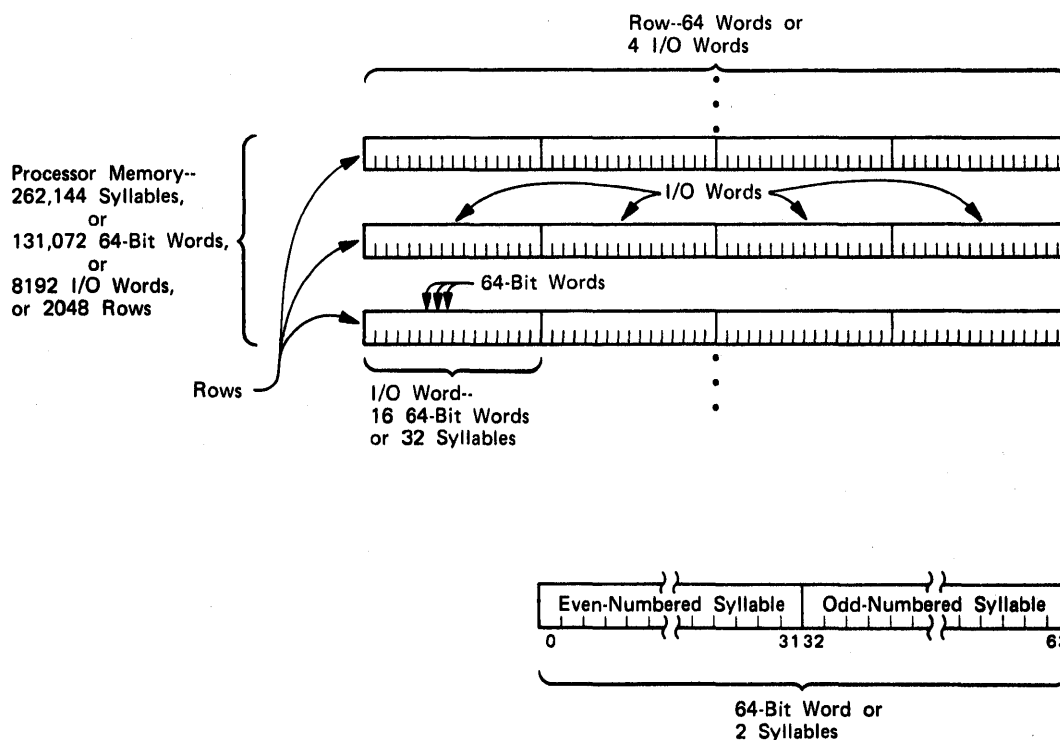 Row--64 Words or
4 I/O Words
Processor Memory--
262,144 Syllables,
or
131,072 64-Bit Words,
or
8192 I/O Words,
or 2048 Rows
I/O Words
64-Bit Words
Rows
I/O Word--
16 64-Bit Words
or 32 Syllables
Even-Numbered Syllable Odd-Numbered Syllable
0 31 32
64-Bit Word or
2 Syllables